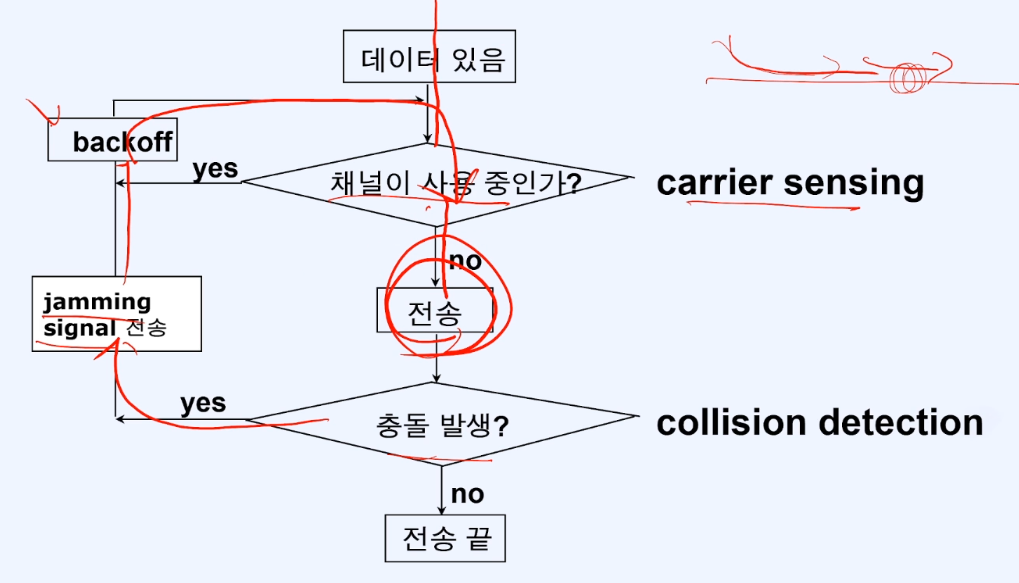 데이터 있음
backoff
yes
채널이 사용 중인가?
carrier sensing
no
jamming
signal 전송
전송
yes
충돌 발생?
collision detection
no
전송 끝